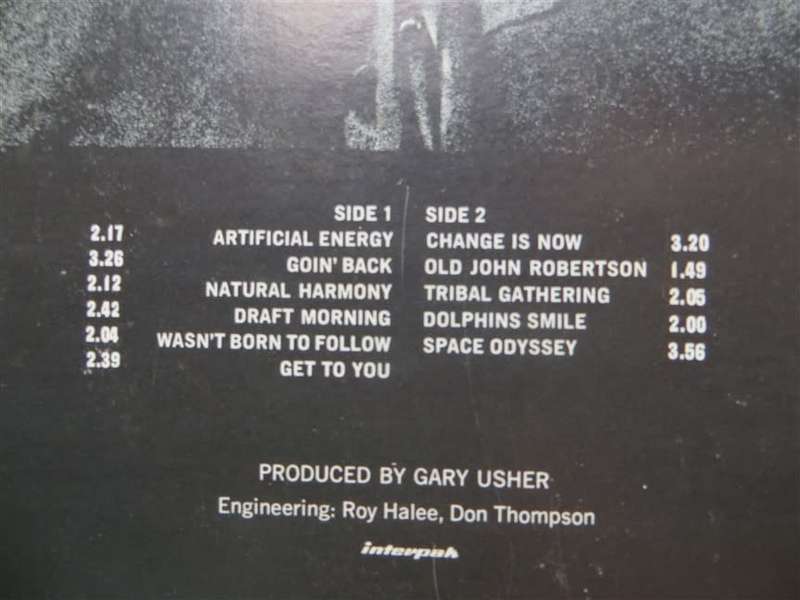 SIDE 1
2.17 ARTIFICIAL ENERGY
3.26 GOIN' BACK
2.12 NATURAL HARMONY
2.42 DRAFT MORNING
2.04 WASN'T BORN TO FOLLOW
2.39 GET TO YOU
SIDE 2
CHANGE IS NOW 3.20
OLD JOHN ROBERTSON 1.49
TRIBAL GATHERING 2.05
DOLPHINS SMILE 2.00
SPACE ODYSSEY 3.56
PRODUCED BY GARY USHER
Engineering: Roy Halee, Don Thompson
interpak